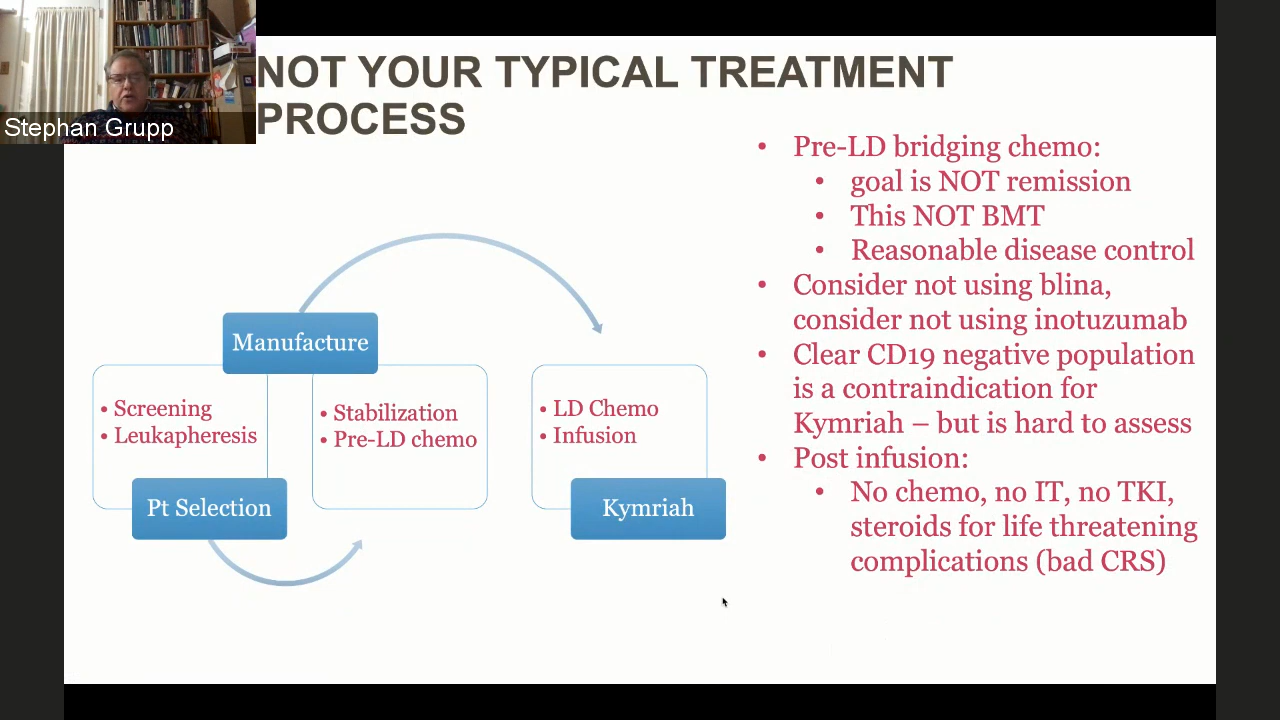 NOT YOUR TYPICAL TREATMENT
PROCESS
Stephan Grupp
Manufacture
• Screening
• Leukapheresis
Pt Selection
• Stabilization
• Pre-LD chemo
• LD Chemo
• Infusion
Kymriah
• Pre-LD bridging chemo:
• goal is NOT remission
• This NOT BMT
• Reasonable disease control
• Consider not using blina,
consider not using inotuzumab
• Clear CD19 negative population
is a contraindication for
Kymriah – but is hard to assess
• Post infusion:
• No chemo, no IT, no TKI,
steroids for life threatening
complications (bad CRS)